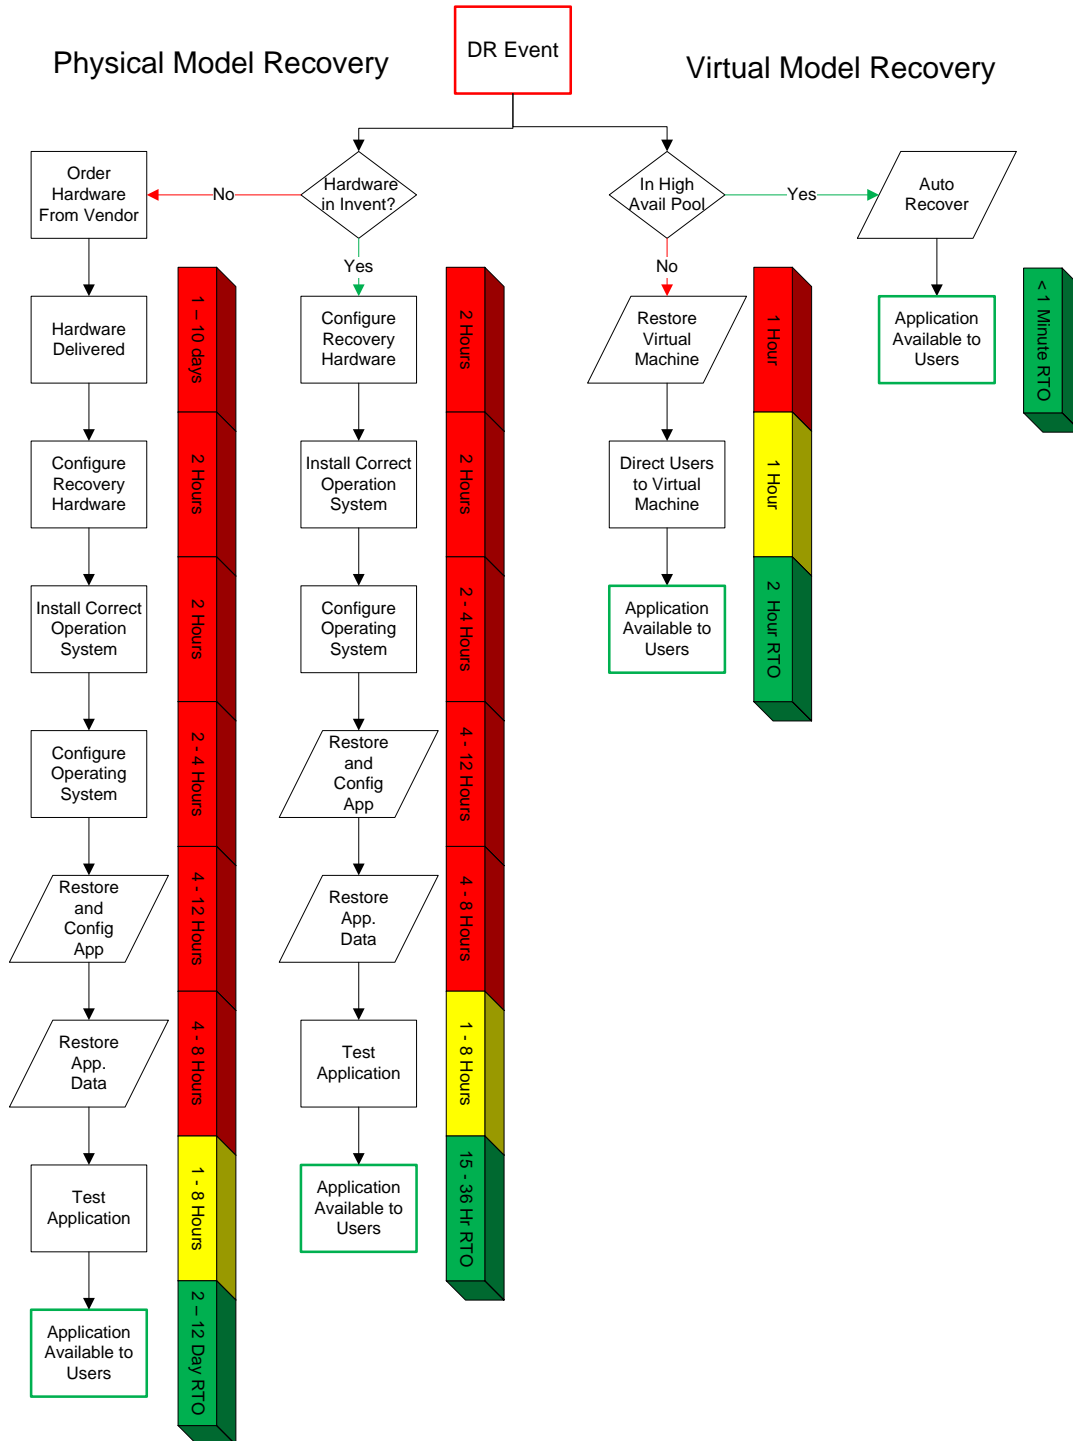 Physical Model Recovery
DR Event
Virtual Model Recovery
Order
Hardware
From Vendor
No
Hardware
in Invent?
Yes
In High
Avail Pool
Yes
No
Auto
Recover
Hardware
Delivered
1 – 10 days
Configure
Recovery
Hardware
2 Hours
Install Correct
Operation
System
2 Hours
Configure
Operating
System
2 - 4 Hours
Restore
and
Config
App
4 - 12 Hours
Restore
App.
Data
4 - 8 Hours
Test
Application
1 - 8 Hours
Application
Available to
Users
2 – 12 Day RTO
Configure
Recovery
Hardware
2 Hours
Install Correct
Operation
System
2 Hours
Configure
Operating
System
2 - 4 Hours
Restore
and
Config
App
4 - 12 Hours
Restore
App.
Data
4 - 8 Hours
Test
Application
1 - 8 Hours
Application
Available to
Users
15 - 36 Hr RTO
Restore
Virtual
Machine
1 Hour
Direct Users
to Virtual
Machine
1 Hour
Application
Available to
Users
2 Hour RTO
Application
Available to
Users
< 1 Minute RTO